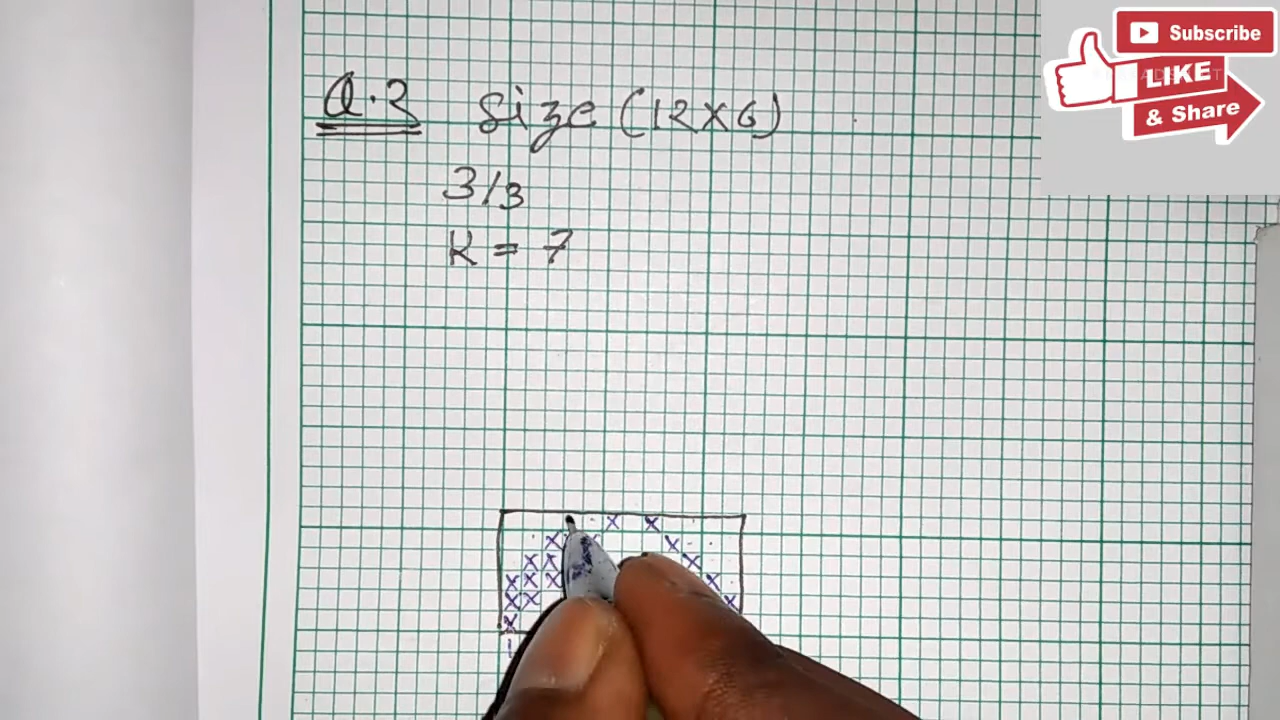 Q.3 Size (12x6)
3/3
K = 7
Subscribe
LIKE
& Share